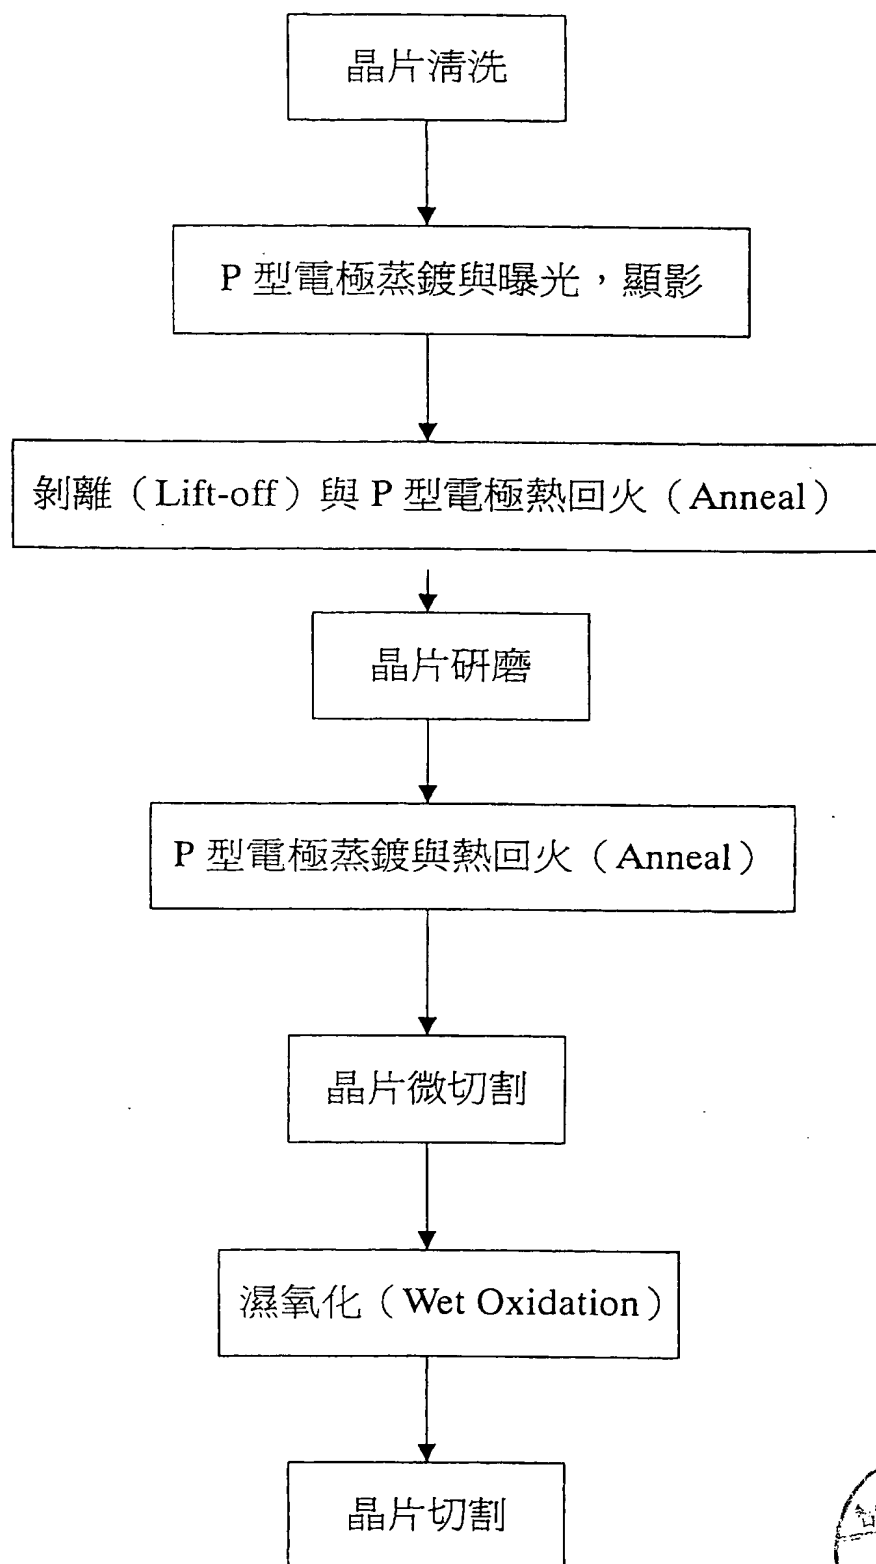 晶片清洗
P 型電極蒸鍍與曝光，顯影
剝離（Lift-off）與 P 型電極熱回火（Anneal）
晶片研磨
P 型電極蒸鍍與熱回火（Anneal）
晶片微切割
濕氧化（Wet Oxidation）
晶片切割